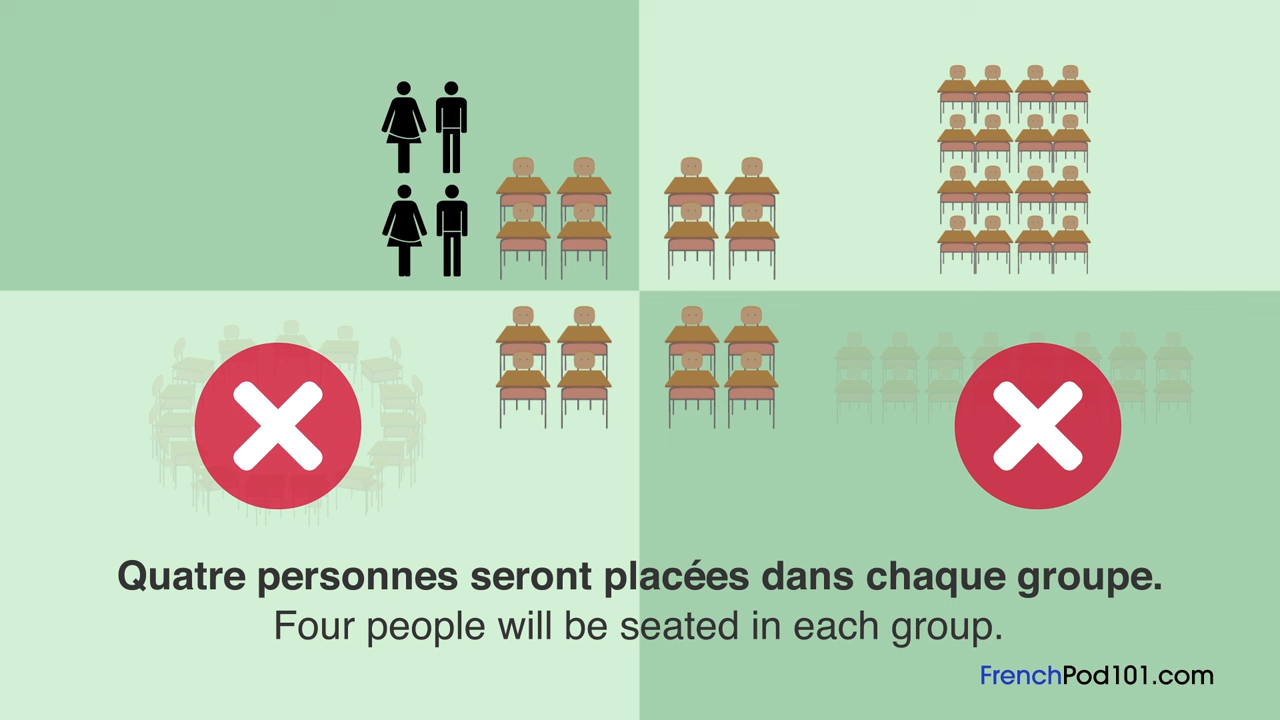 Quatre personnes seront placées dans chaque groupe.
Four people will be seated in each group.
FrenchPod101.com